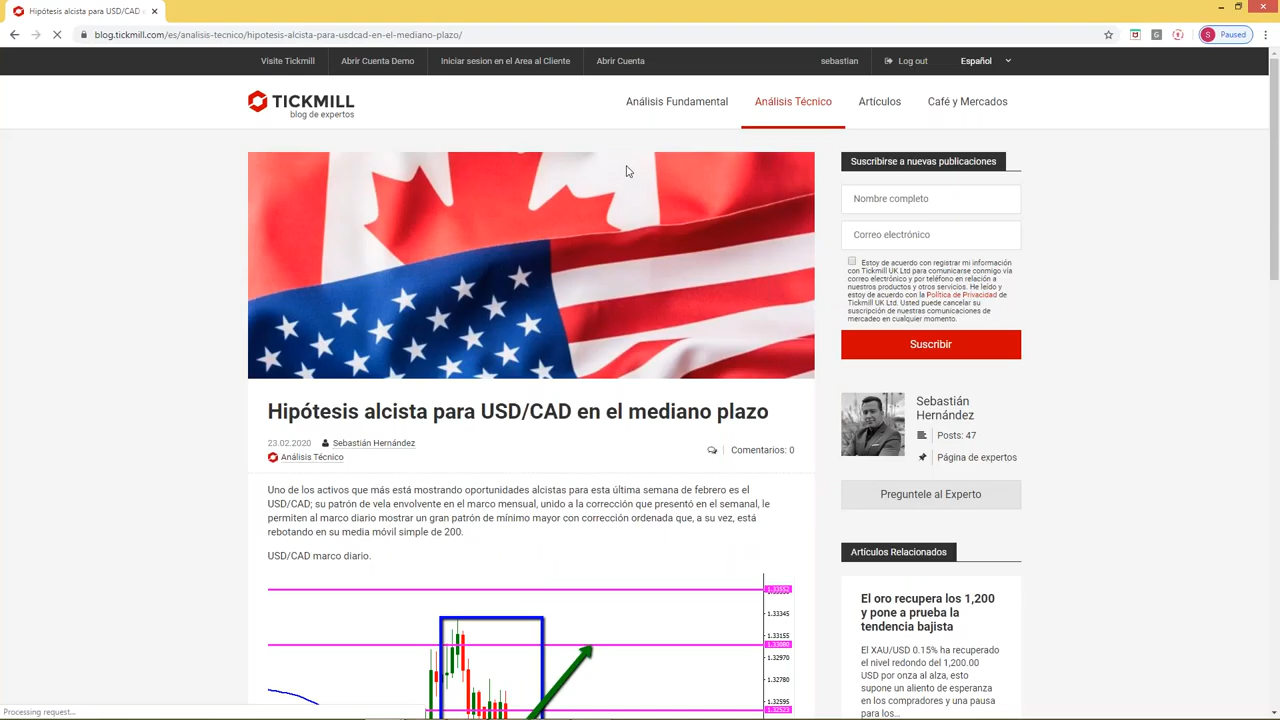 Hipótesis alcista para USD/CAD
blog.tickmill.com/es/analisis-tecnico/hipotesis-alcista-para-usdcad-en-el-mediano-plazo/
S Paused
Visite Tickmill
Abrir Cuenta Demo
Iniciar sesion en el Area al Cliente
Abrir Cuenta
sebastian
Log out
Español
TICKMILL
blog de expertos
Análisis Fundamental
Análisis Técnico
Artículos
Café y Mercados
Hipótesis alcista para USD/CAD en el mediano plazo
23.02.2020 Sebastián Hernández
Análisis Técnico
Comentarios: 0
Uno de los activos que más está mostrando oportunidades alcistas para esta última semana de febrero es el
USD/CAD; su patrón de vela envolvente en el marco mensual, unido a la corrección que presentó en el semanal, le
permiten al marco diario mostrar un gran patrón de mínimo mayor con corrección ordenada que, a su vez, está
rebotando en su media móvil simple de 200.
USD/CAD marco diario.
1.33345
1.33155
1.33080
1.32970
1.32780
1.32595
1.32523
Suscribirse a nuevas publicaciones
Nombre completo
Correo electrónico
Estoy de acuerdo con registrar mi información
con Tickmill UK Ltd para comunicarse conmigo vía
correo electrónico y por teléfono en relación a
nuestros productos y otros servicios. He leído y
estoy de acuerdo con la Política de Privacidad de
Tickmill UK Ltd. Usted puede cancelar su
suscripción de nuestras comunicaciones de
mercadeo en cualquier momento.
Suscribir
Sebastián
Hernández
Posts: 47
Página de expertos
Preguntele al Experto
Artículos Relacionados
El oro recupera los 1,200
y pone a prueba la
tendencia bajista
El XAU/USD 0.15% ha recuperado
el nivel redondo del 1,200.00
USD por onza al alza, esto
supone un aliento de esperanza
en los compradores y una pausa
para los...
Processing request...